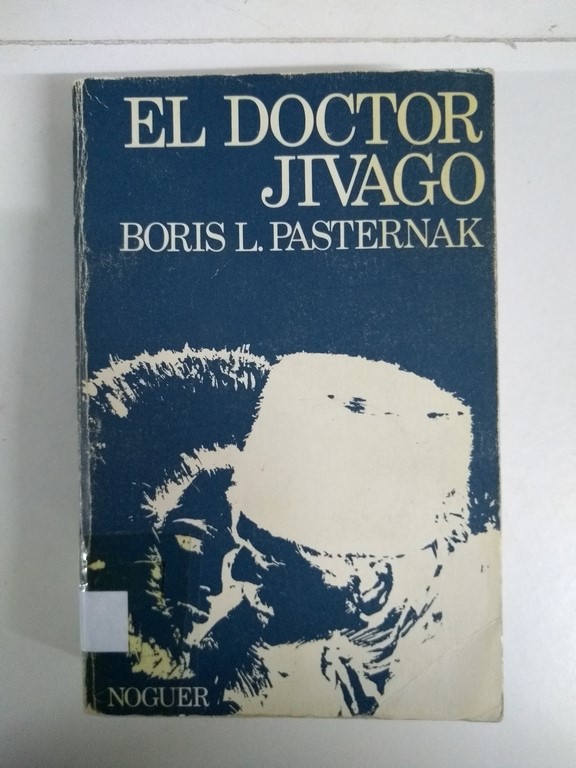 EL DOCTOR
JIVAGO
BORIS L. PASTERNAK
NOGUER